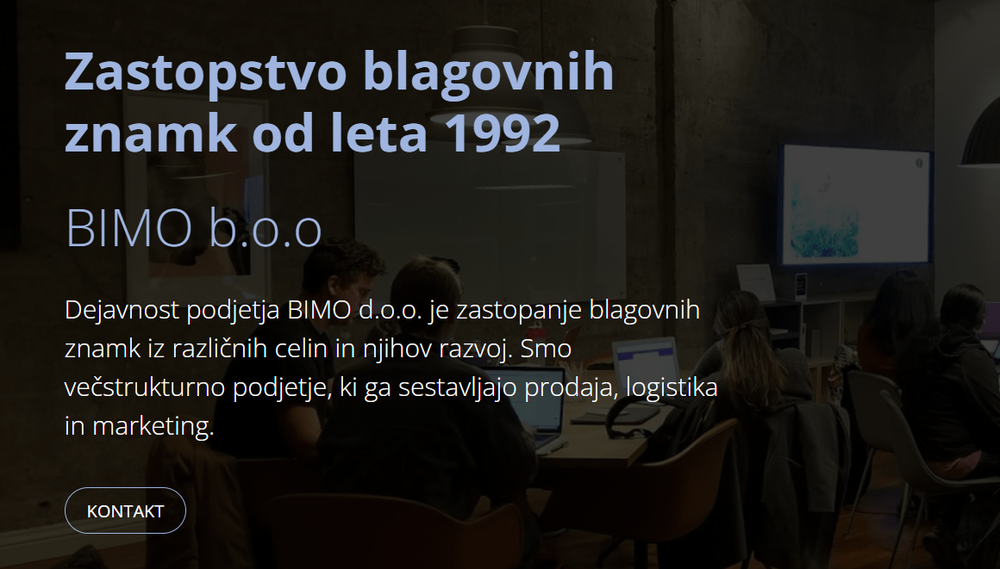 Zastopstvo blagovnih
znamk od leta 1992
BIMO b.o.o
Dejavnost podjetja BIMO d.o.o. je zastopanje blagovnih
znamk iz različnih celin in njihov razvoj. Smo
večstrukturno podjetje, ki ga sestavljajo prodaja, logistika
in marketing.
KONTAKT